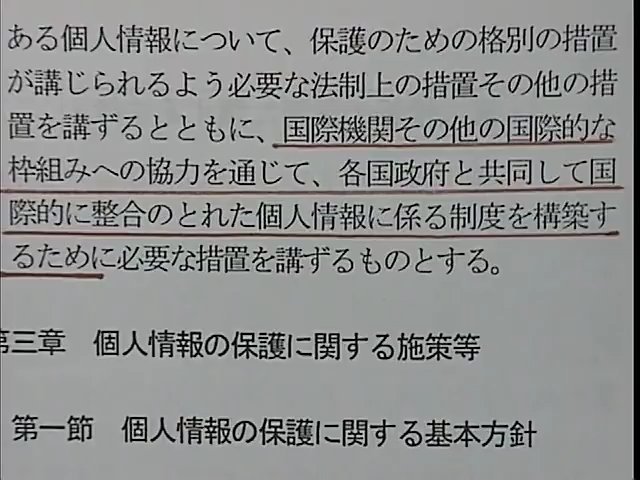 ある個人情報について、保護のための格別の措置
が講じられるよう必要な法制上の措置その他の措
置を講ずるとともに、国際機関その他の国際的な
枠組みへの協力を通じて、各国政府と共同して国
際的に整合のとれた個人情報に係る制度を構築す
るために必要な措置を講ずるものとする。
第三章 個人情報の保護に関する施策等
第一節 個人情報の保護に関する基本方針